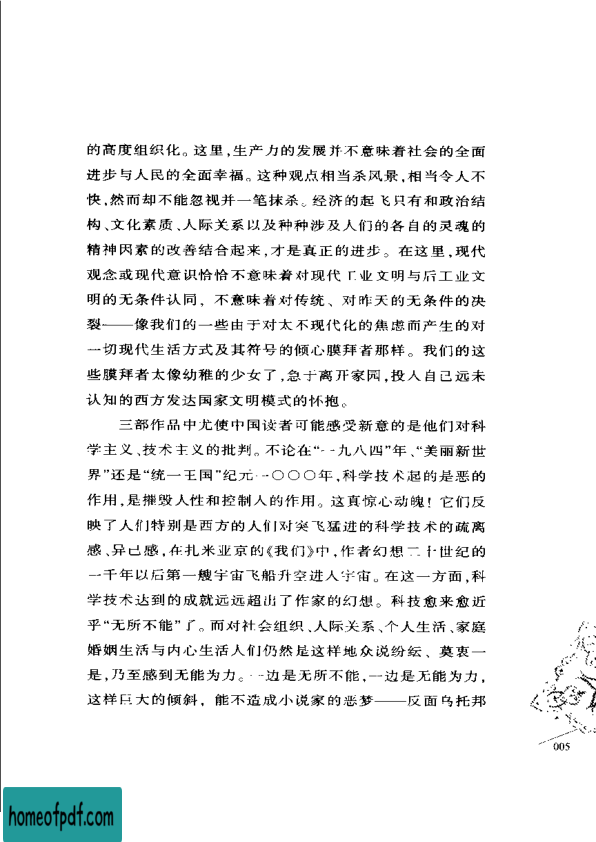 的高度组织化。这里,生产力的发展并不意味着社会的全面
进步与人民的全面幸福。这种观点相当杀风景,相当令人不
快,然而却不能忽视并一笔抹杀。经济的起飞只有和政治结
构、文化素质、人际关系以及种种涉及人们的各自的灵魂的
精神因素的改善结合起来,才是真正的进步。在这里,现代
观念或现代意识恰恰不意味着对现代工业文明与后工业文
明的无条件认同,不意味着对传统、对昨天的无条件的决
裂——像我们的一些由于对太不现代化的焦虑而产生的对
一切现代生活方式及其符号的倾心膜拜者那样。我们的这
些膜拜者太像幼稚的少女了,急于离开家园,投入自己远未
认知的西方发达国家文明模式的怀抱。
三部作品中尤使中国读者可能感受新意的是他们对科
学主义、技术主义的批判。不论在“一九八四”年、“美丽新世
界”还是“统一王国”纪元一〇〇〇年,科学技术起的是恶的
作用,是摧毁人性和控制人的作用。这真惊心动魄!它们反
映了人们特别是西方的人们对突飞猛进的科学技术的疏离
感、异己感,在扎米亚京的《我们》中,作者幻想二十世纪的
一千年以后第一艘宇宙飞船升空进入宇宙。在这一方面,科
学技术达到的成就远远超出了作家的幻想。科技愈来愈近
乎“无所不能”了。而对社会组织、人际关系、个人生活、家庭
婚姻生活与内心生活人们仍然是这样地众说纷纭、莫衷一
是,乃至感到无能为力。一边是无所不能,一边是无能为力,
这样巨大的倾斜,能不造成小说家的恶梦——反面乌托邦
005
homeofpdf.com